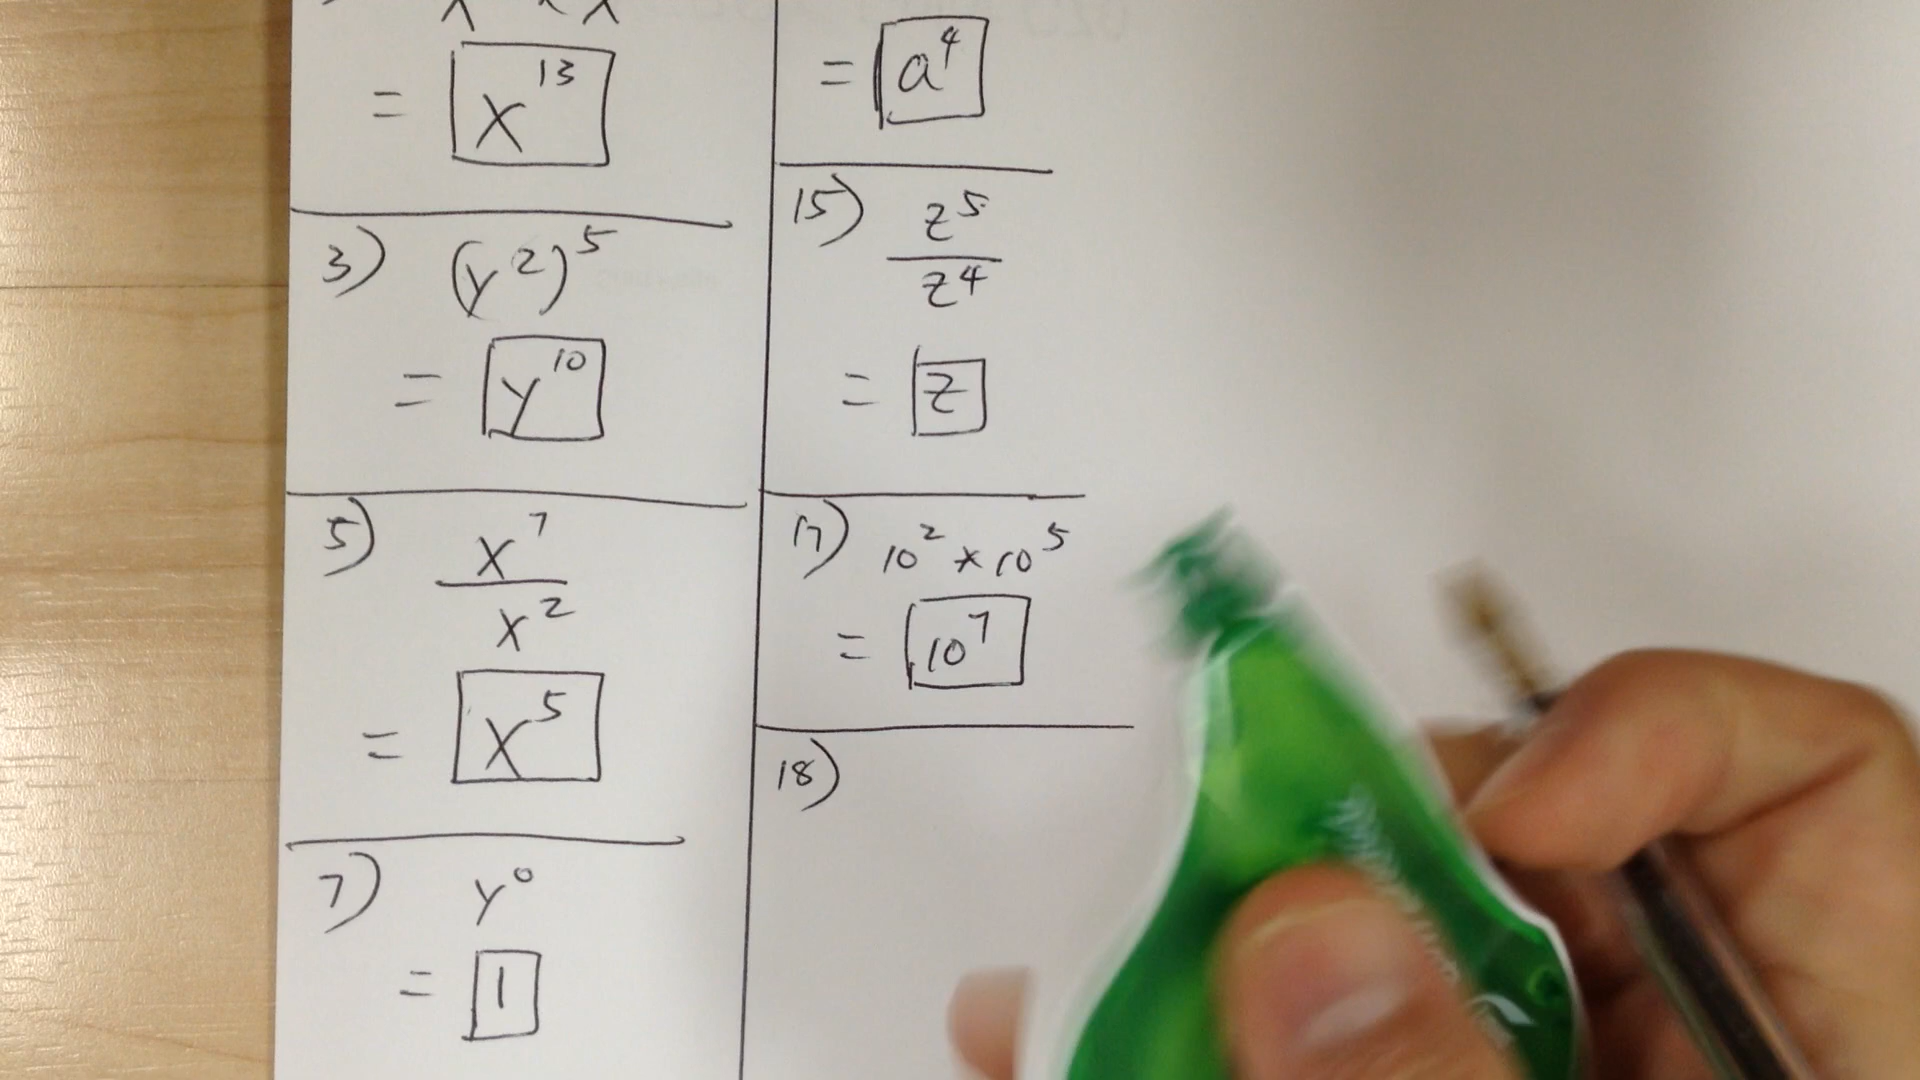 = x¹³
3) (y²)⁵
= y¹⁰
5) x⁷
x²
= x⁵
7) y⁰
= 1
= a⁴
15) z⁵
z⁴
= z
17) 10² × 10⁵
= 10⁷
18)